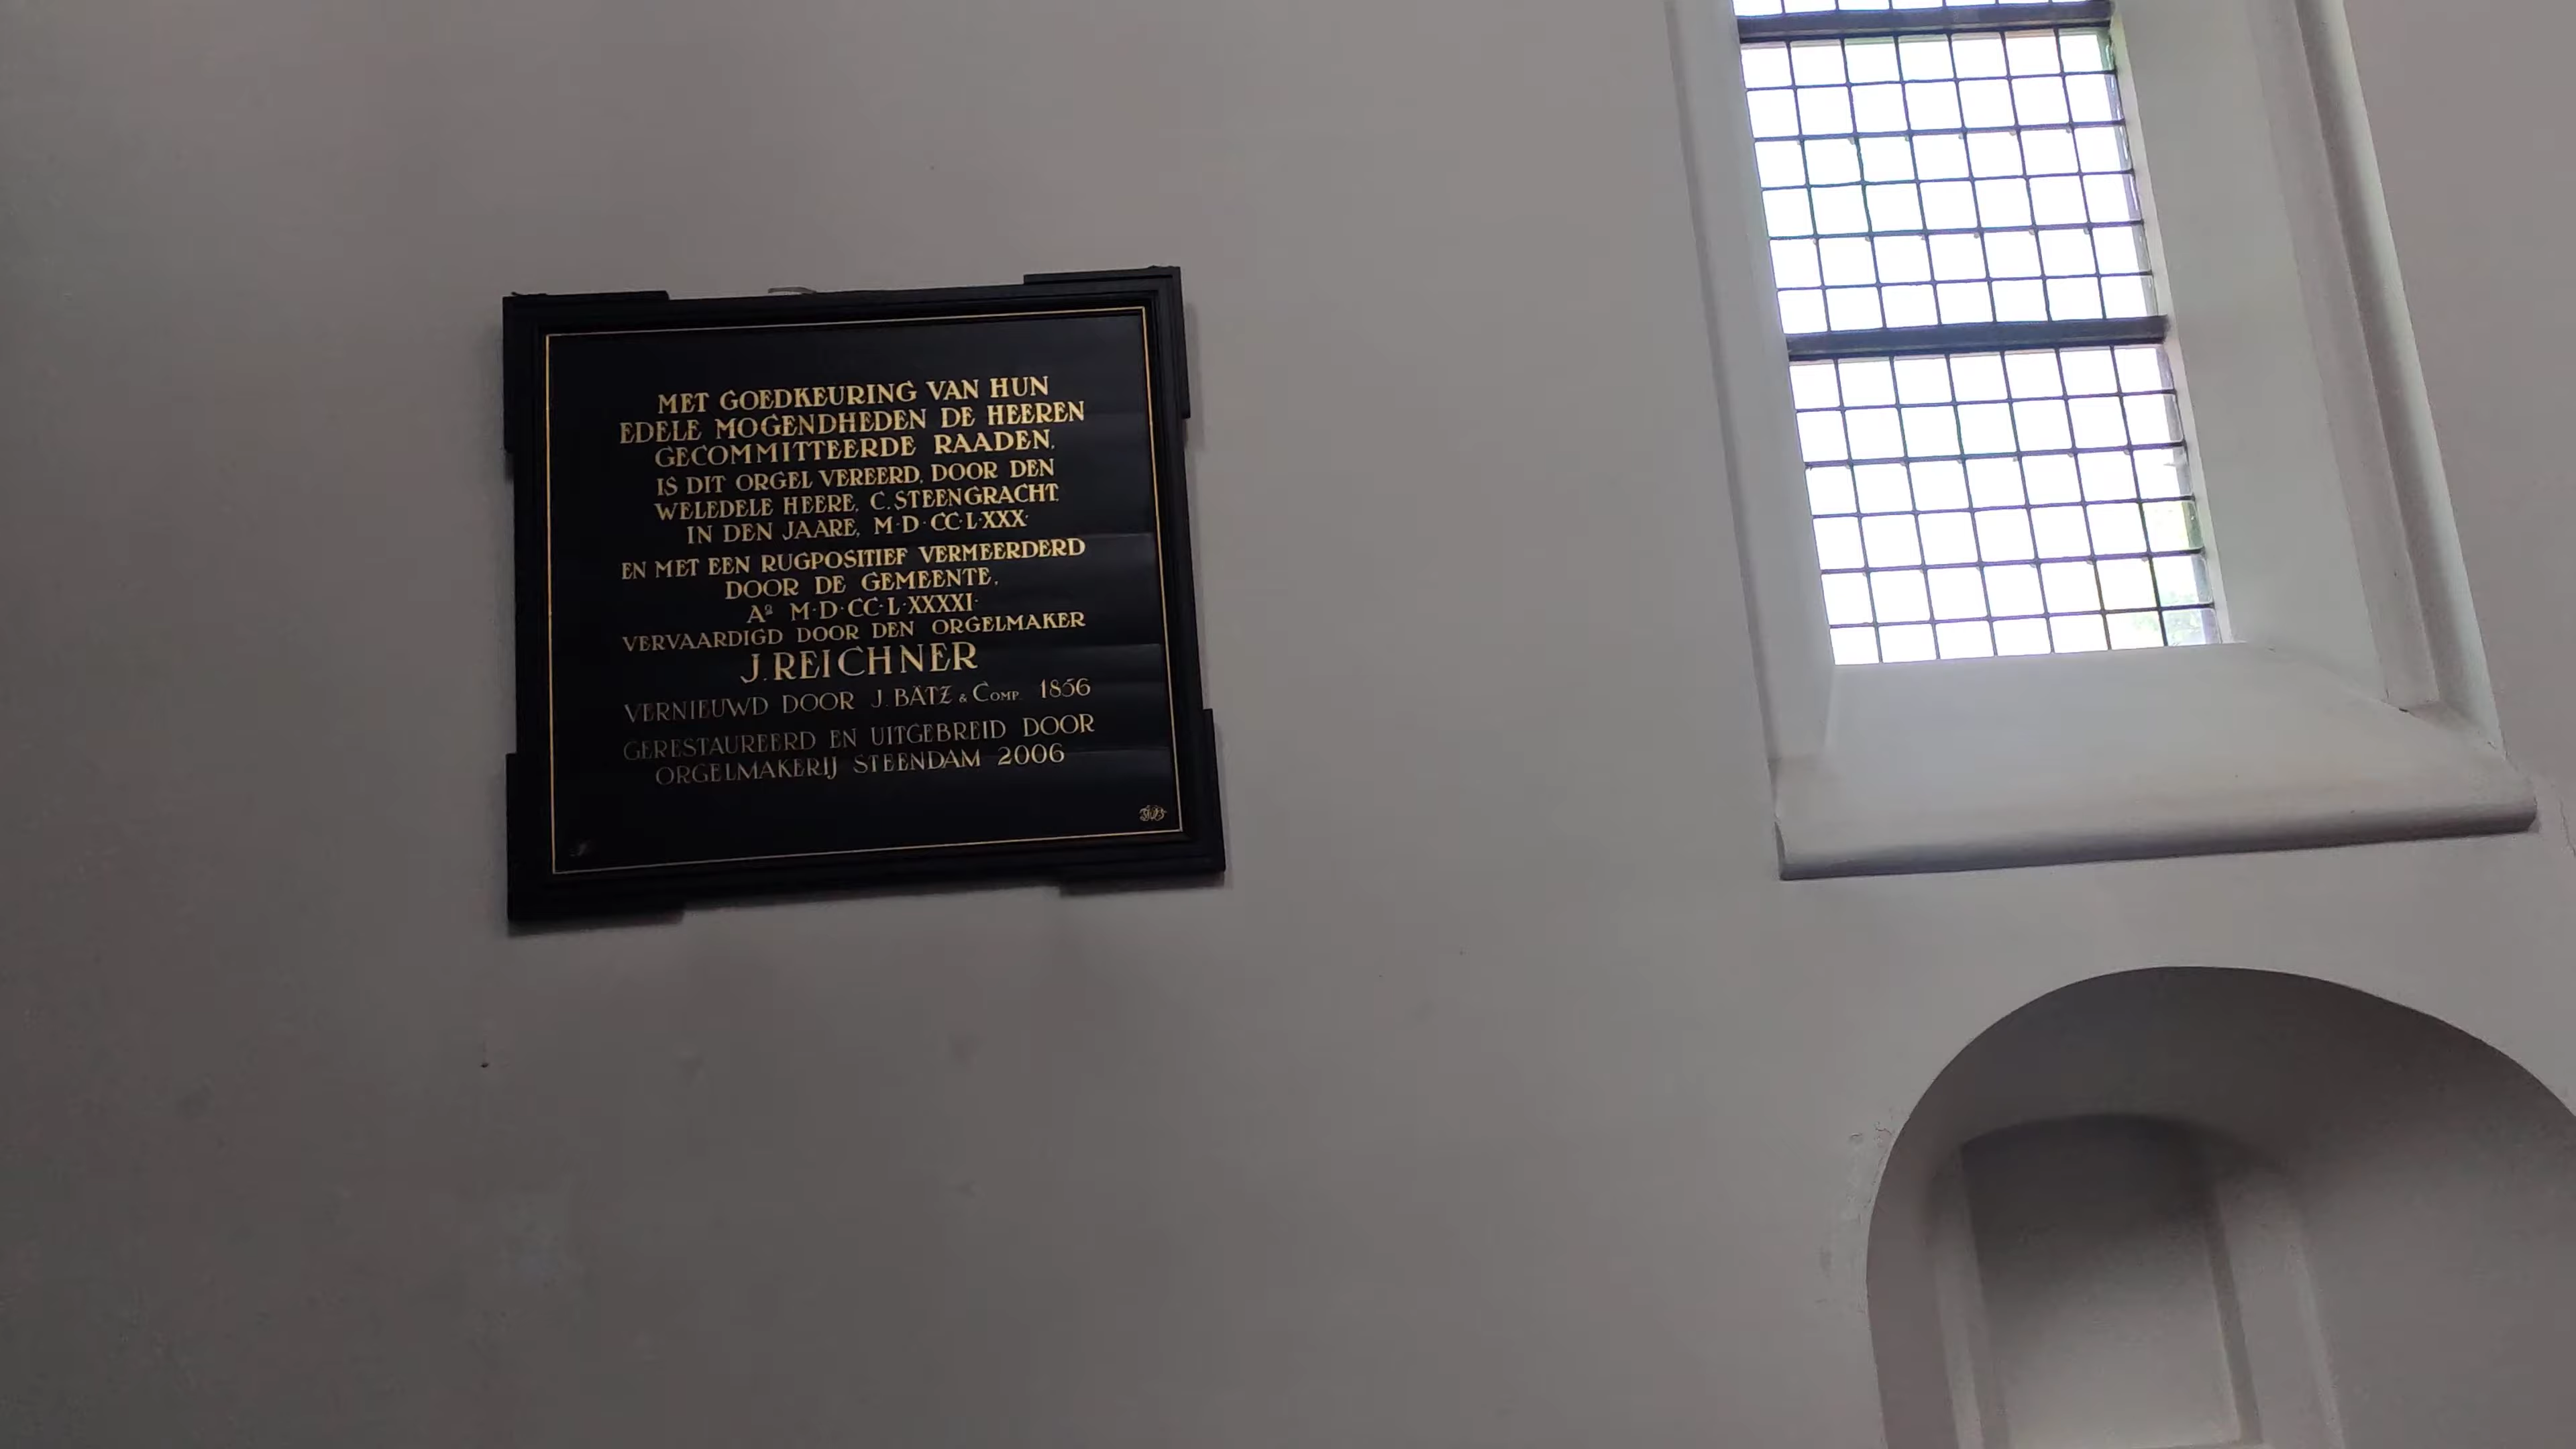 MET GOEDKEURING VAN HUN
EDELE MOGENDHEDEN DE HEEREN
GECOMMITTEERDE RAADEN,
IS DIT ORGEL VEREERD, DOOR DEN
WELEDELE HEERE, C. STEENGRACHT
IN DEN JAARE, M·D·CC·L·XXX·
EN MET EEN RUGPOSITIEF VERMEERDERD
DOOR DE GEMEENTE,
Aº M·D·CC·L·XXXXI·
VERVAARDIGD DOOR DEN ORGELMAKER
J. REICHNER
VERNIEUWD DOOR J. BÄTZ & COMP. 1856
GERESTAUREERD EN UITGEBREID DOOR
ORGELMAKERIJ STEENDAM 2006